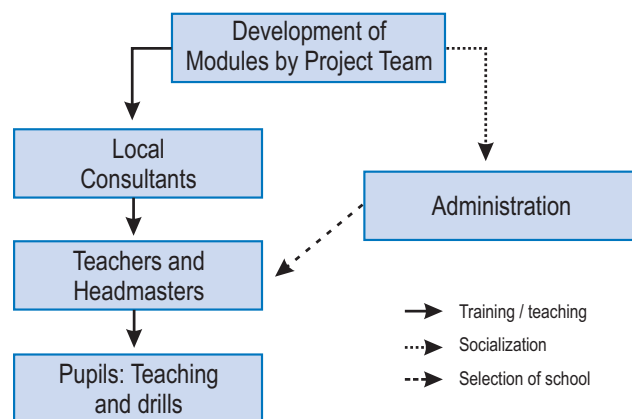 Development of
Modules by Project Team
Local
Consultants
Administration
Teachers and
Headmasters
Pupils: Teaching
and drills
Training / teaching
Socialization
Selection of school